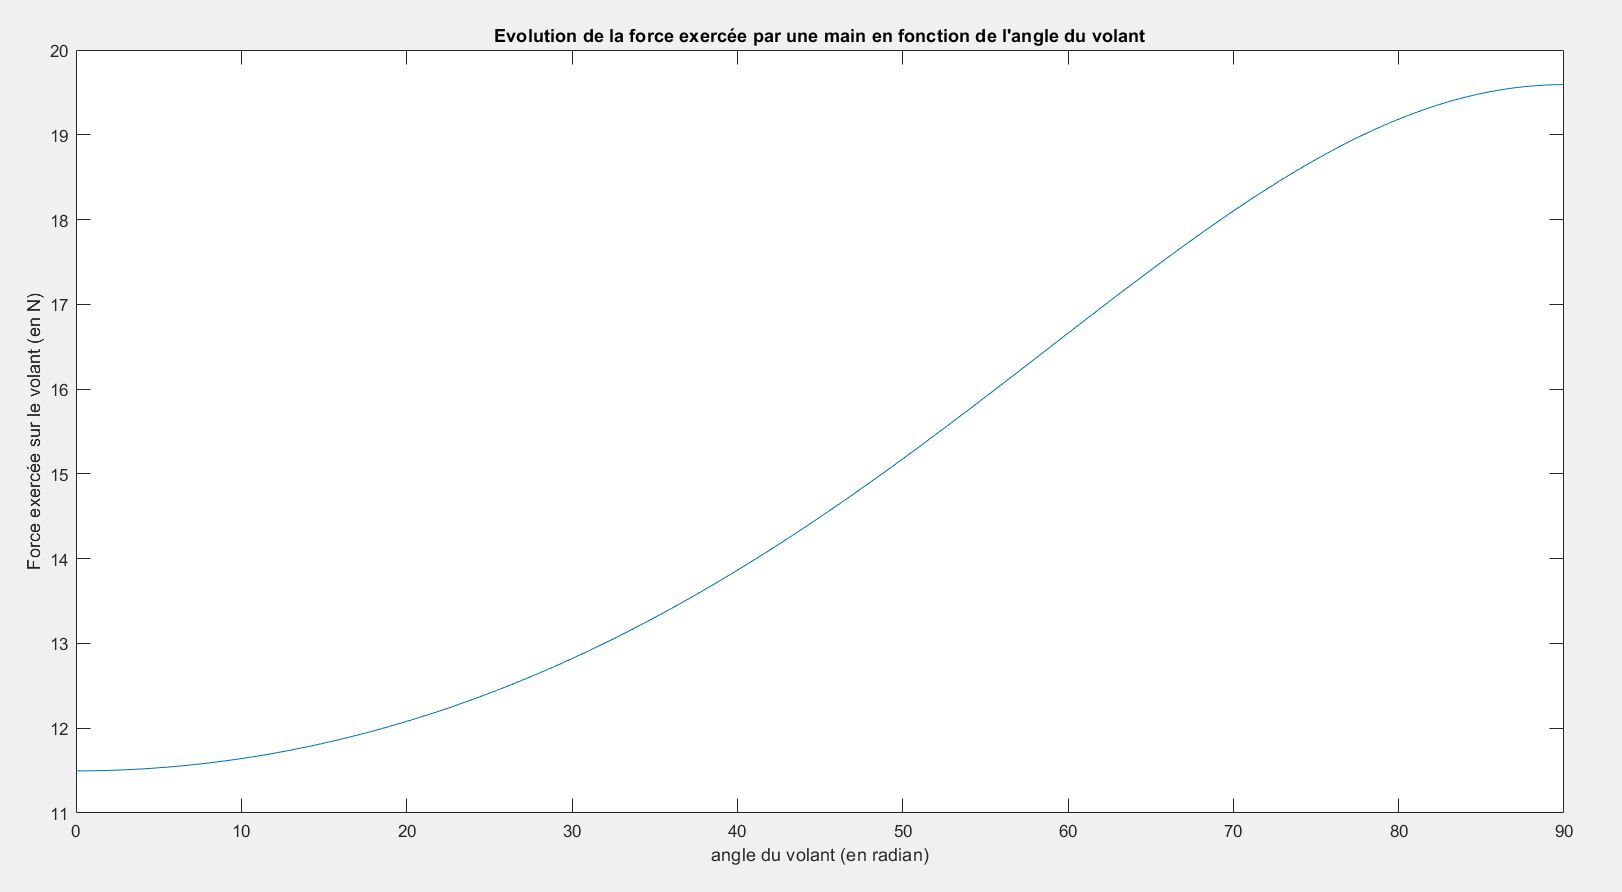 Evolution de la force exercée par une main en fonction de l'angle du volant
20
19
18
17
16
15
14
13
12
11
Force exercée sur le volant (en N)
0 10 20 30 40 50 60 70 80 90
angle du volant (en radian)